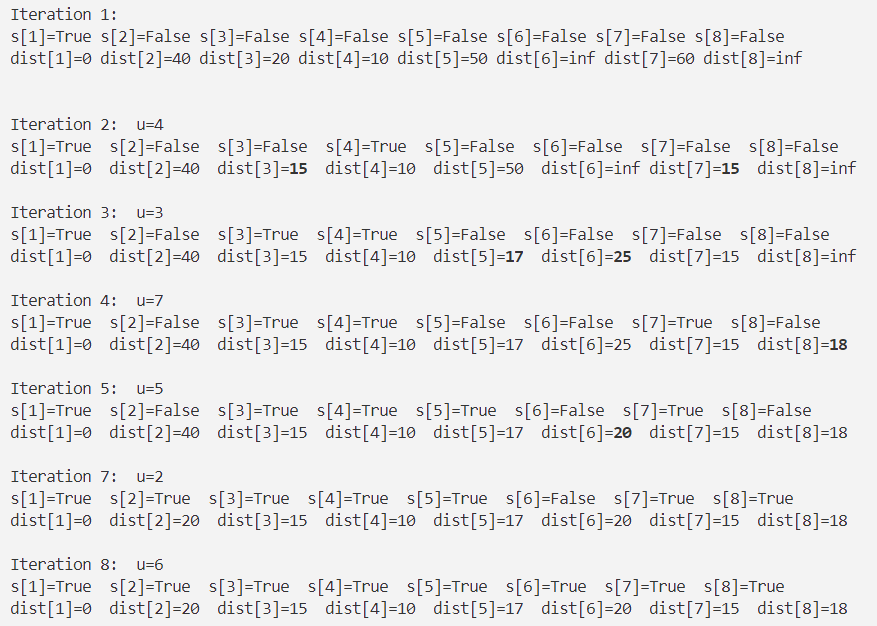 Iteration 1:
s[1]=True s[2]=False s[3]=False s[4]=False s[5]=False s[6]=False s[7]=False s[8]=False
dist[1]=0 dist[2]=40 dist[3]=20 dist[4]=10 dist[5]=50 dist[6]=inf dist[7]=60 dist[8]=inf
Iteration 2:  u=4
s[1]=True  s[2]=False  s[3]=False  s[4]=True  s[5]=False  s[6]=False  s[7]=False  s[8]=False
dist[1]=0  dist[2]=40  dist[3]=15  dist[4]=10  dist[5]=50  dist[6]=inf dist[7]=15  dist[8]=inf
Iteration 3:  u=3
s[1]=True  s[2]=False  s[3]=True  s[4]=True  s[5]=False  s[6]=False  s[7]=False  s[8]=False
dist[1]=0  dist[2]=40  dist[3]=15  dist[4]=10  dist[5]=17  dist[6]=25  dist[7]=15  dist[8]=inf
Iteration 4:  u=7
s[1]=True  s[2]=False  s[3]=True  s[4]=True  s[5]=False  s[6]=False  s[7]=True  s[8]=False
dist[1]=0  dist[2]=40  dist[3]=15  dist[4]=10  dist[5]=17  dist[6]=25  dist[7]=15  dist[8]=18
Iteration 5:  u=5
s[1]=True  s[2]=False  s[3]=True  s[4]=True  s[5]=True  s[6]=False  s[7]=True  s[8]=False
dist[1]=0  dist[2]=40  dist[3]=15  dist[4]=10  dist[5]=17  dist[6]=20  dist[7]=15  dist[8]=18
Iteration 7:  u=2
s[1]=True  s[2]=True  s[3]=True  s[4]=True  s[5]=True  s[6]=False  s[7]=True  s[8]=True
dist[1]=0  dist[2]=20  dist[3]=15  dist[4]=10  dist[5]=17  dist[6]=20  dist[7]=15  dist[8]=18
Iteration 8:  u=6
s[1]=True  s[2]=True  s[3]=True  s[4]=True  s[5]=True  s[6]=True  s[7]=True  s[8]=True
dist[1]=0  dist[2]=20  dist[3]=15  dist[4]=10  dist[5]=17  dist[6]=20  dist[7]=15  dist[8]=18